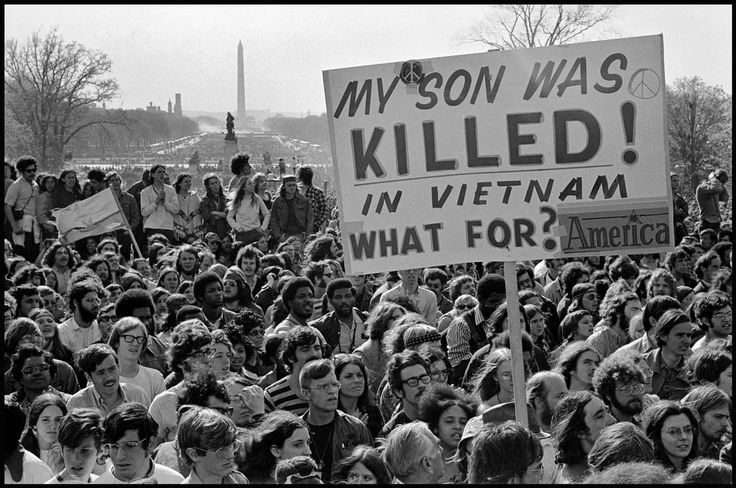 MY SON WAS
KILLED!
IN VIETNAM
WHAT FOR? America